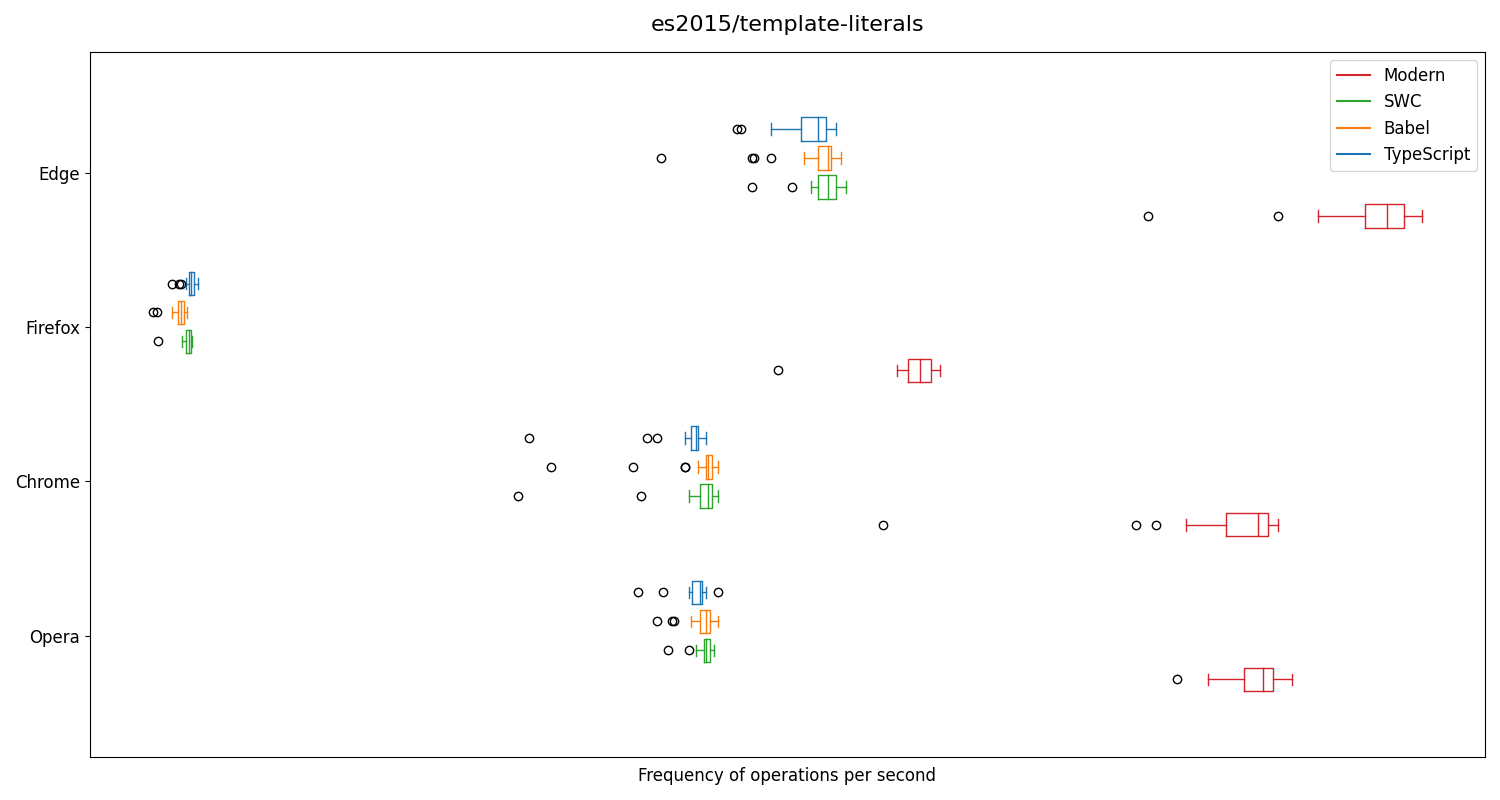 es2015/template-literals
Modern
SWC
Babel
TypeScript
Edge
Firefox
Chrome
Opera
Frequency of operations per second